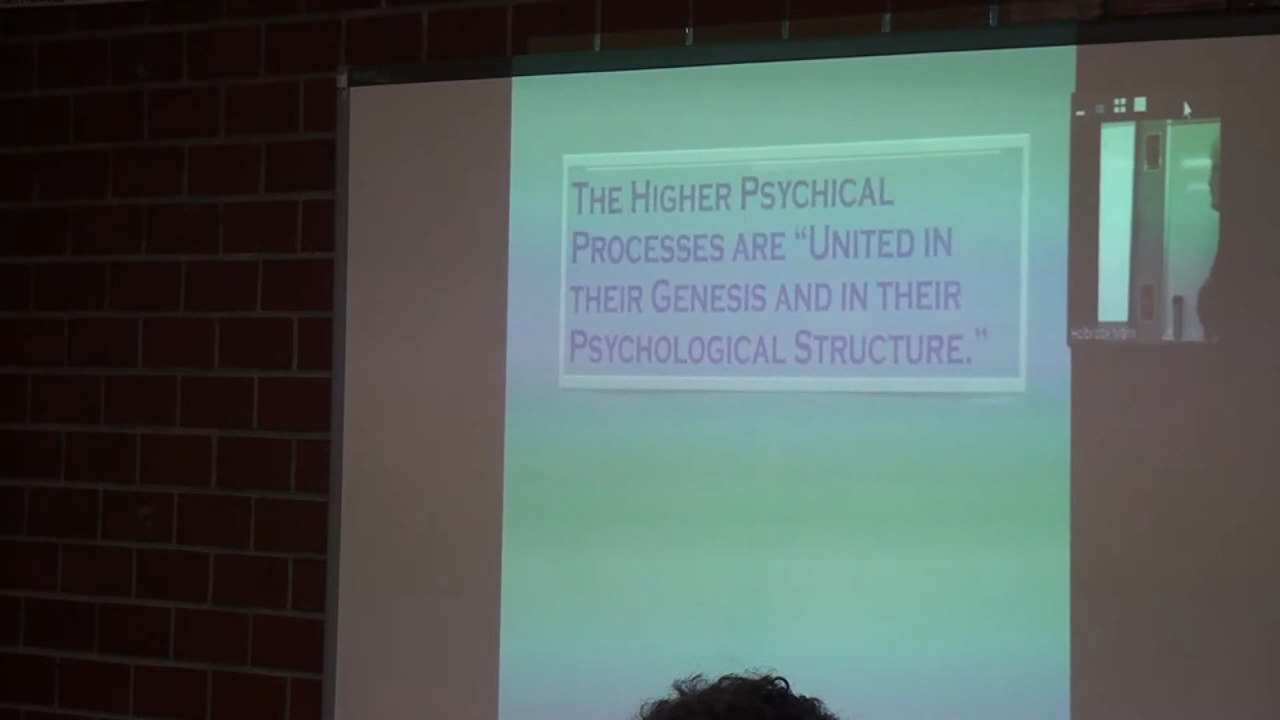 The Higher Psychical
Processes are “United in
their Genesis and in their
Psychological Structure.”